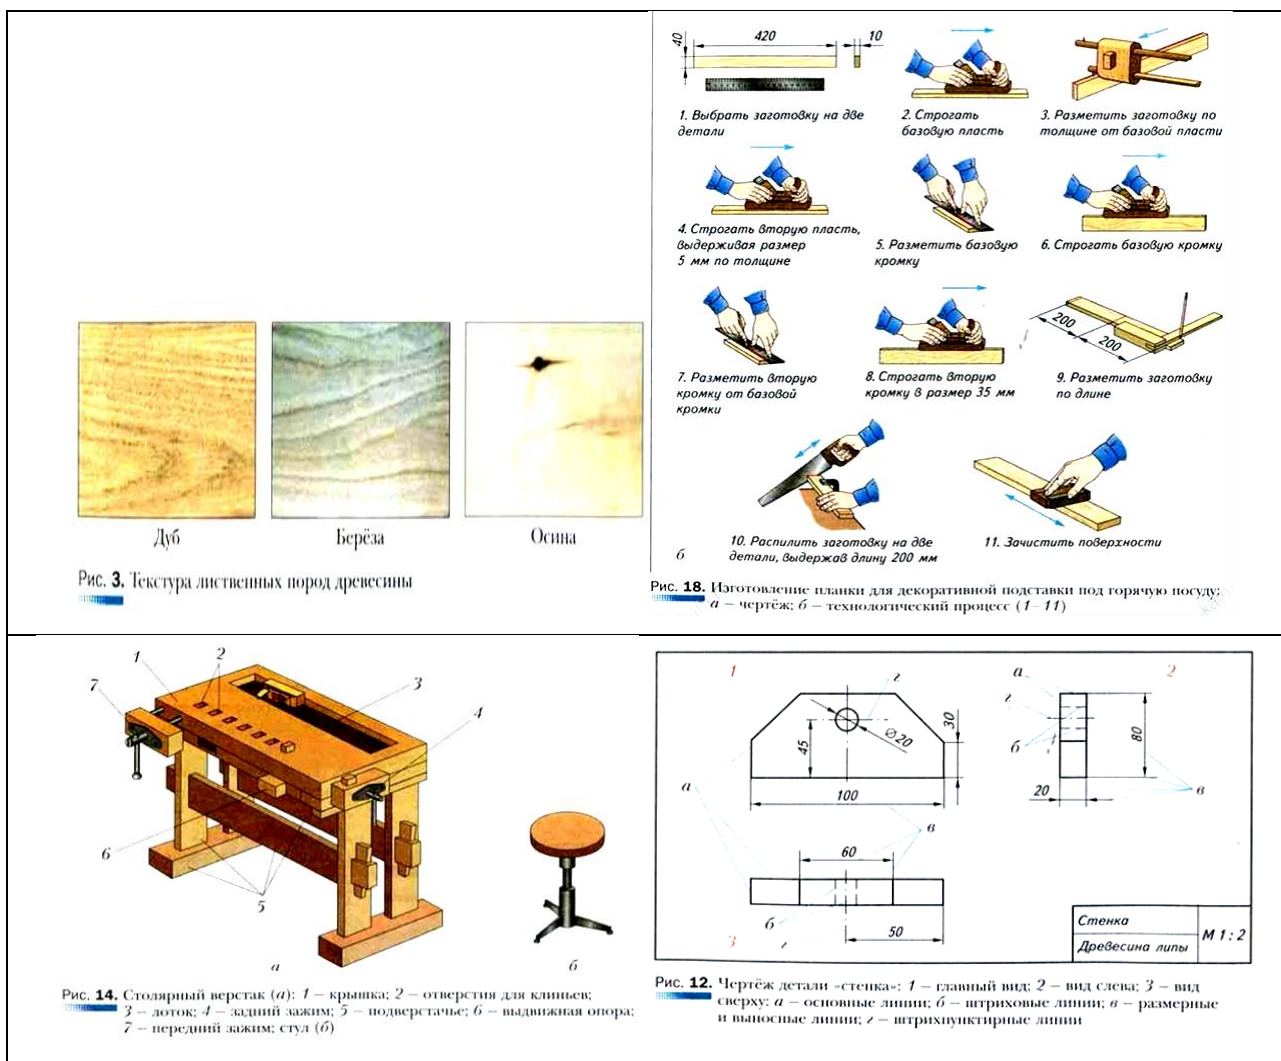 Дуб
Берёза
Осина
Рис. 3. Текстура лиственных пород древесины
40
420
10
1. Выбрать заготовку на две
детали
2. Строгать
базовую пласть
3. Разметить заготовку по
толщине от базовой пласти
4. Строгать вторую пласть,
выдерживая размер
5 мм по толщине
5. Разметить базовую
кромку
6. Строгать базовую кромку
7. Разметить вторую
кромку от базовой
кромки
8. Строгать вторую
кромку в размер 35 мм
200
200
9. Разметить заготовку
по длине
10. Распилить заготовку на две
детали, выдержав длину 200 мм
11. Зачистить поверхности
б
Рис. 18. Изготовление планки для декоративной подставки под горячую посуду:
а — чертёж; б — технологический процесс (1–11)
1
2
3
4
5
6
7
а
б
Рис. 14. Столярный верстак (а): 1 — крышка; 2 — отверстия для клиньев;
3 — лоток; 4 — задний зажим; 5 — подверстачье; 6 — выдвижная опора;
7 — передний зажим; стул (б)
1
г
45
Ø20
30
100
а
в
2
а
г
б
80
20
в
60
б
50
3
г
Стенка
Древесина липы
М 1 : 2
Рис. 12. Чертёж детали «стенка»: 1 — главный вид; 2 — вид слева; 3 — вид
сверху: а — основные линии; б — штриховые линии; в — размерные
и выносные линии; г — штрихпунктирные линии